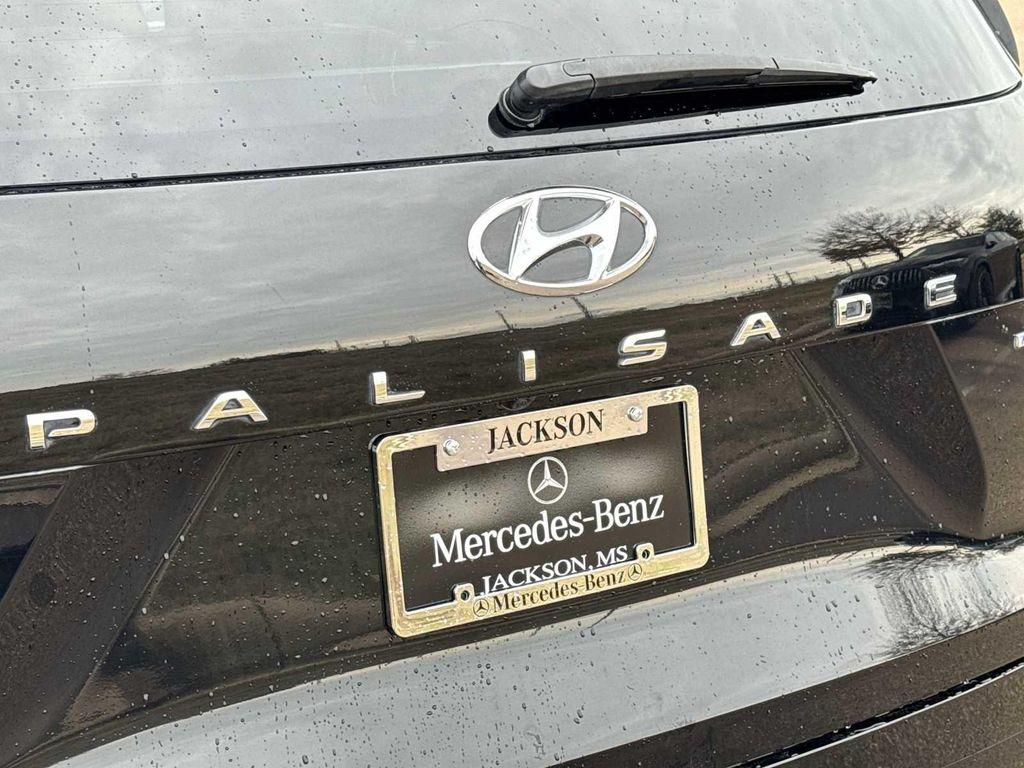 PALISADE
JACKSON
Mercedes-Benz
JACKSON, MS
Mercedes-Benz